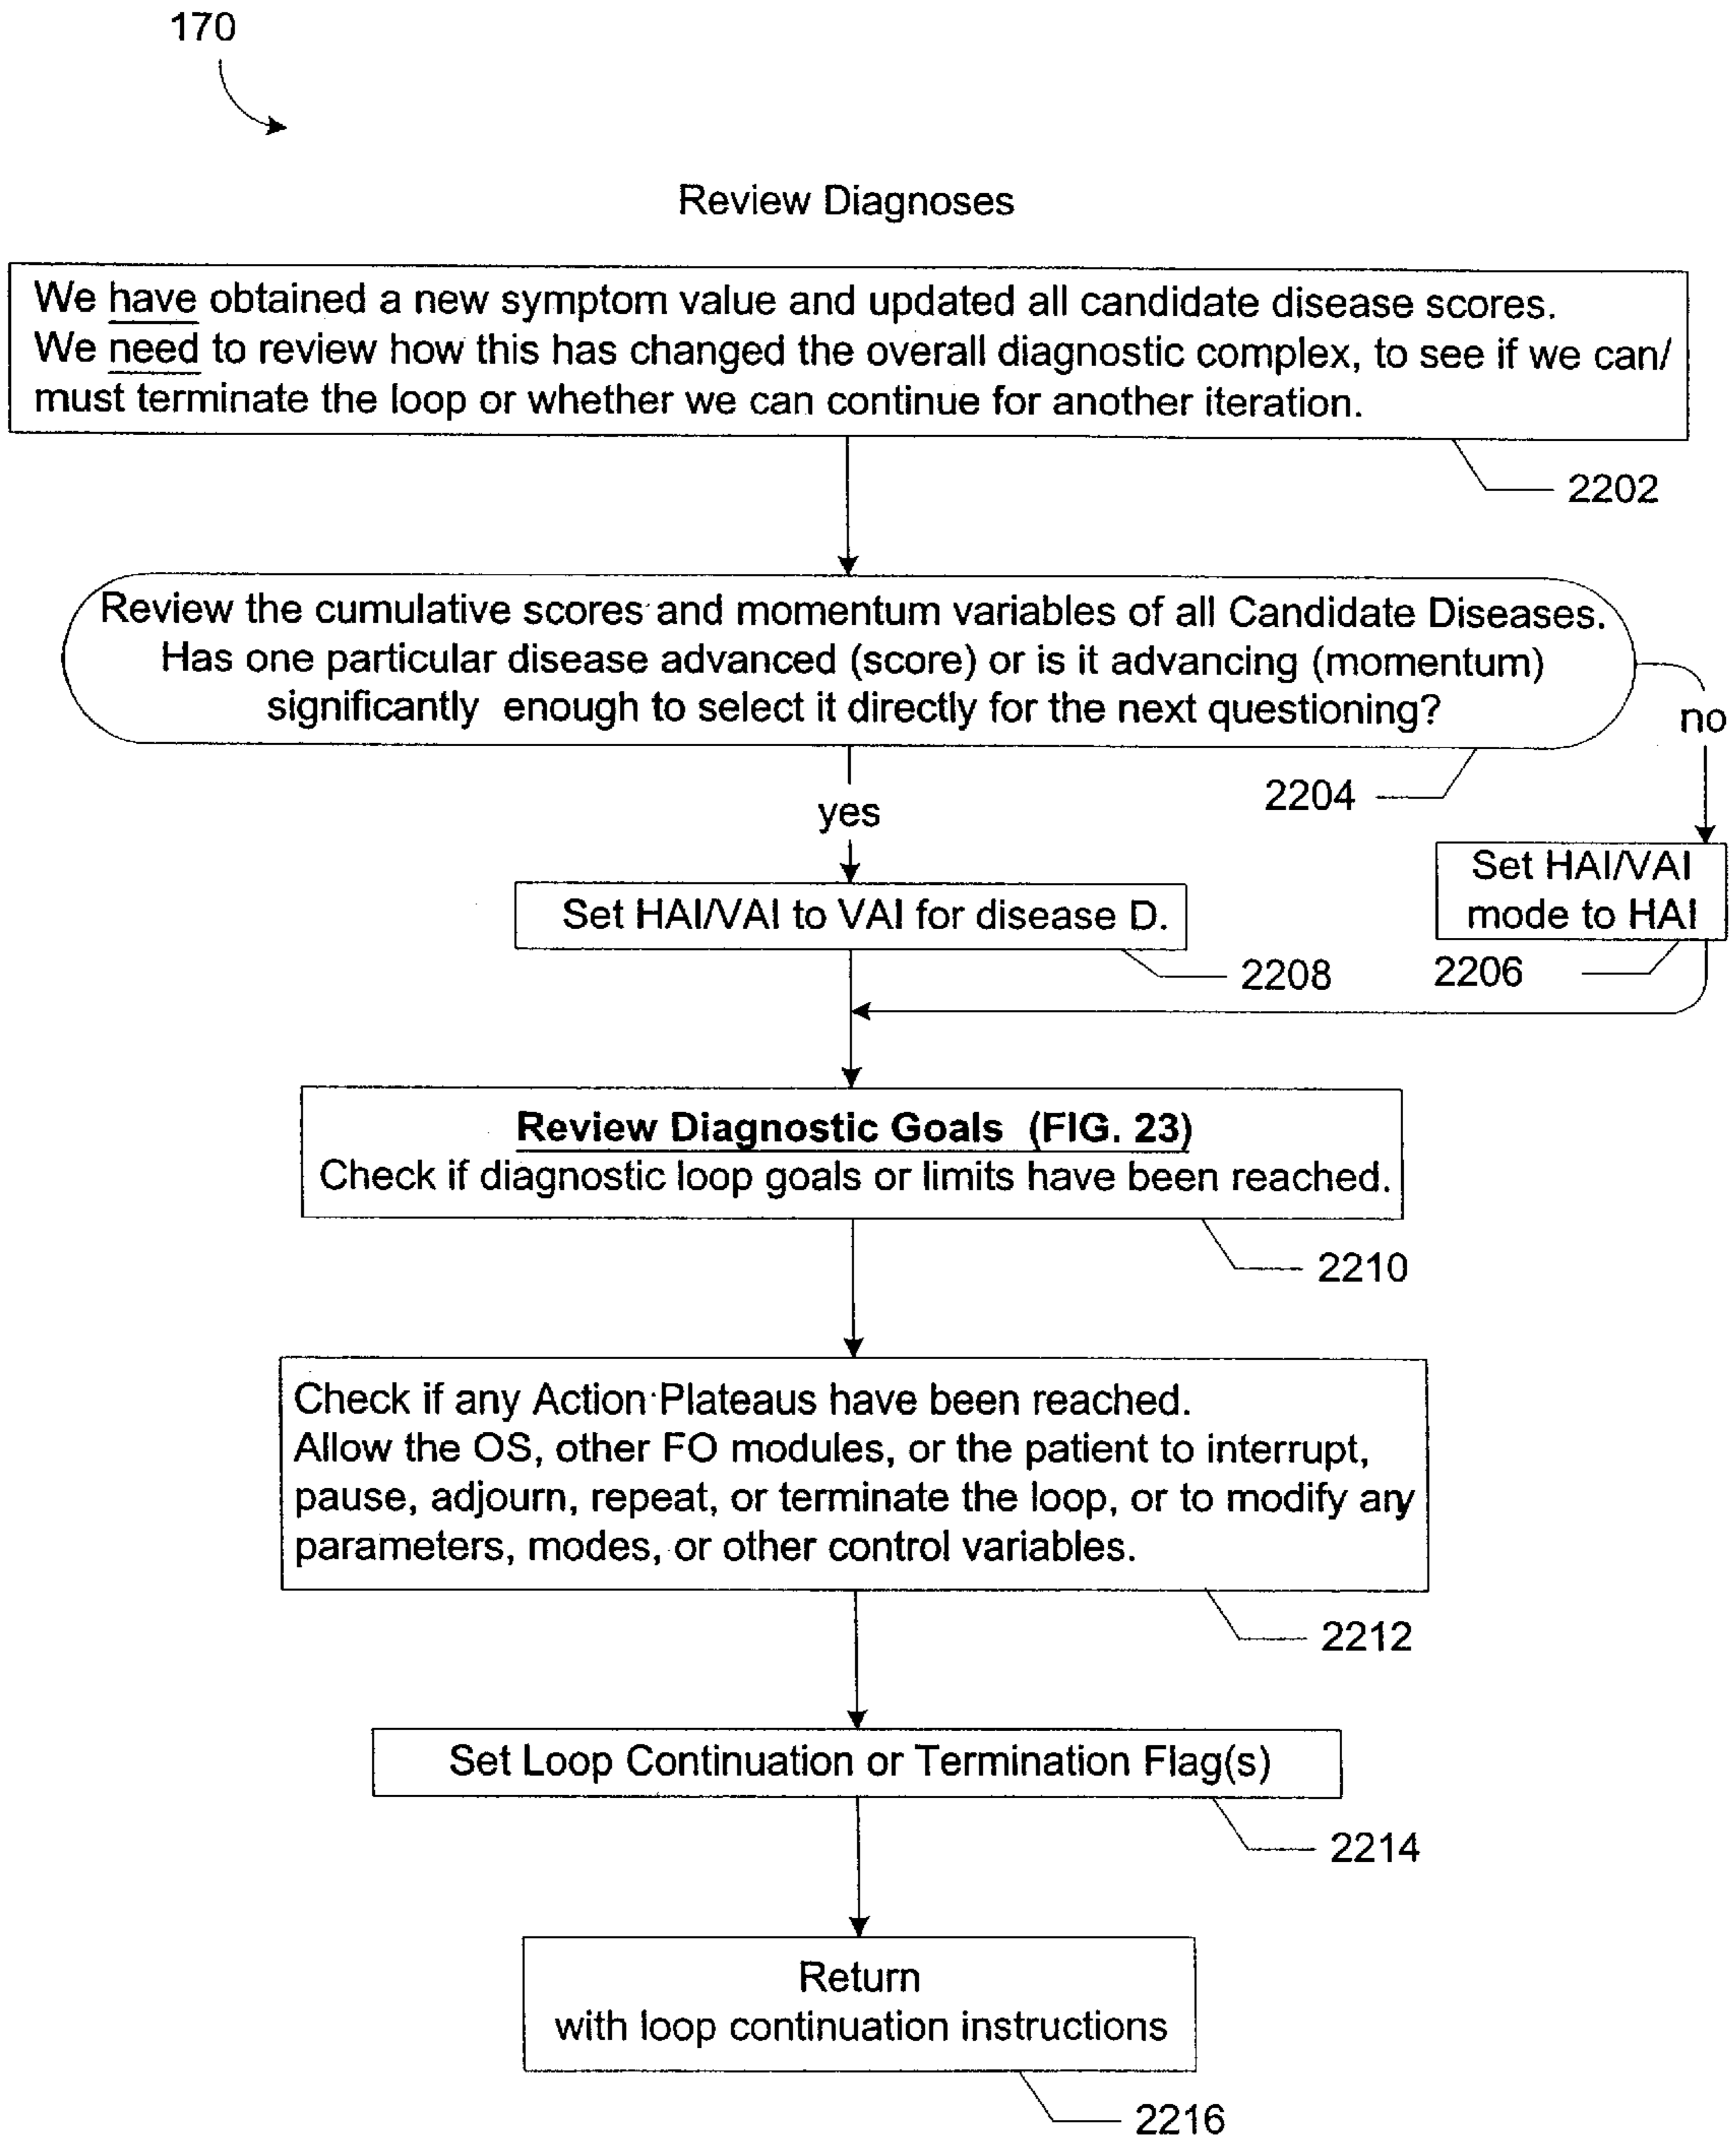 170
Review Diagnoses
We have obtained a new symptom value and updated all candidate disease scores.
We need to review how this has changed the overall diagnostic complex, to see if we can/
must terminate the loop or whether we can continue for another iteration.
2202
Review the cumulative scores and momentum variables of all Candidate Diseases.
Has one particular disease advanced (score) or is it advancing (momentum)
significantly enough to select it directly for the next questioning?
no
2204
yes
Set HAI/VAI
mode to HAI
Set HAI/VAI to VAI for disease D.
2208
2206
Review Diagnostic Goals (FIG. 23)
Check if diagnostic loop goals or limits have been reached.
2210
Check if any Action Plateaus have been reached.
Allow the OS, other FO modules, or the patient to interrupt,
pause, adjourn, repeat, or terminate the loop, or to modify any
parameters, modes, or other control variables.
2212
Set Loop Continuation or Termination Flag(s)
2214
Return
with loop continuation instructions
2216